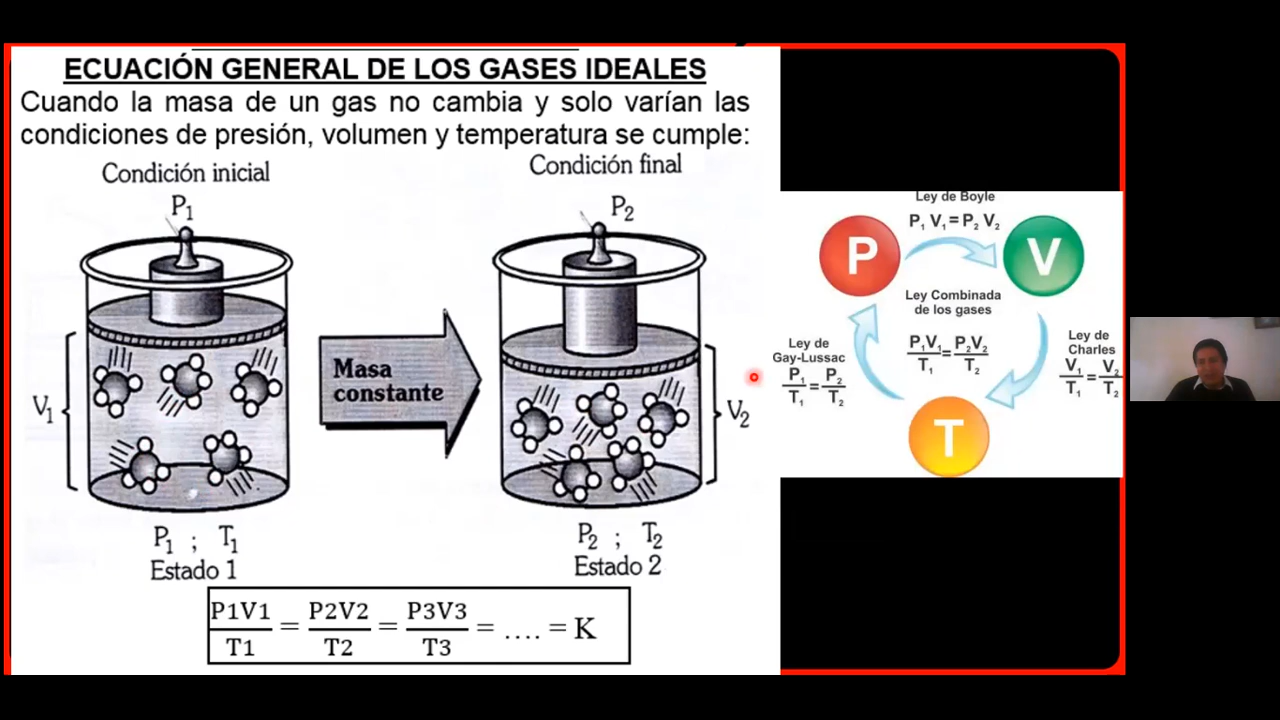 ECUACIÓN GENERAL DE LOS GASES IDEALES
Cuando la masa de un gas no cambia y solo varían las
condiciones de presión, volumen y temperatura se cumple:
Condición inicial
Condición final
P₁
P₂
V₁
Masa
constante
V₂
P₁ ; T₁
Estado 1
P₂ ; T₂
Estado 2
P1V1/T1 = P2V2/T2 = P3V3/T3 = .... = K
Ley de Boyle
P₁ V₁ = P₂ V₂
P
V
Ley Combinada
de los gases
P₁V₁/T₁ = P₂V₂/T₂
Ley de
Gay-Lussac
P₁/T₁ = P₂/T₂
Ley de
Charles
V₁/T₁ = V₂/T₂
T